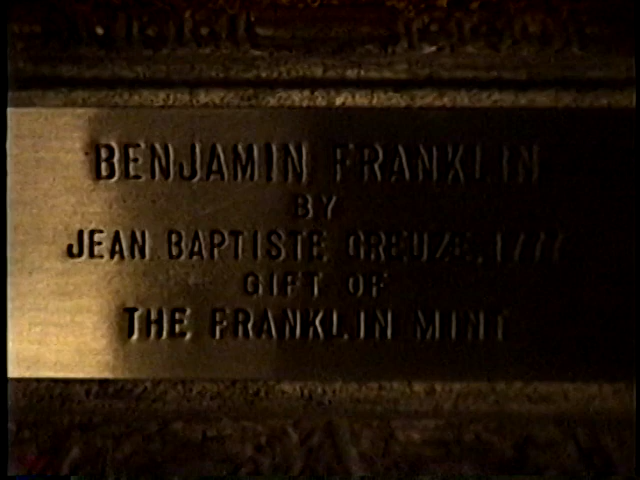 BENJAMIN FRANKLIN
BY
JEAN BAPTISTE GREUZE, 1777
GIFT OF
THE FRANKLIN MINT